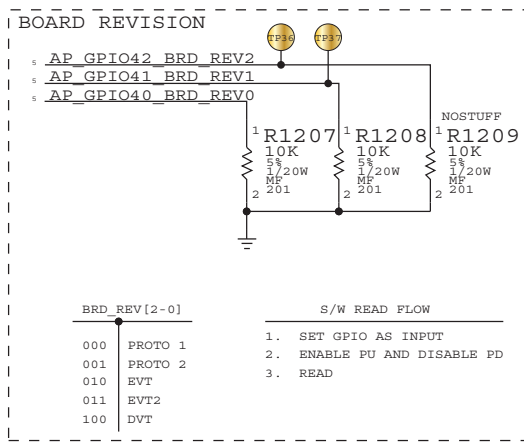 BOARD REVISION
TP36 TP37
5 AP_GPIO42_BRD_REV2
5 AP_GPIO41_BRD_REV1
5 AP_GPIO40_BRD_REV0
NOSTUFF
1 R1207 1 R1208 1 R1209
10K 10K 10K
5% 5% 5%
1/20W 1/20W 1/20W
MF MF MF
2 201 2 201 2 201
BRD_REV[2-0]
000 PROTO 1
001 PROTO 2
010 EVT
011 EVT2
100 DVT
S/W READ FLOW
1. SET GPIO AS INPUT
2. ENABLE PU AND DISABLE PD
3. READ